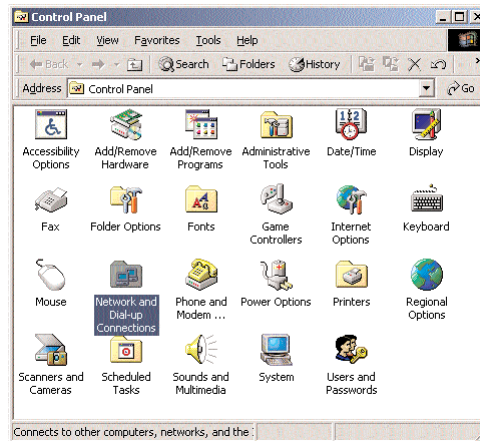 Control Panel
File Edit View Favorites Tools Help
Back Search Folders History
Address Control Panel Go
Accessibility Options
Add/Remove Hardware
Add/Remove Programs
Administrative Tools
Date/Time
Display
Fax
Folder Options
Fonts
Game Controllers
Internet Options
Keyboard
Mouse
Network and Dial-up Connections
Phone and Modem ...
Power Options
Printers
Regional Options
Scanners and Cameras
Scheduled Tasks
Sounds and Multimedia
System
Users and Passwords
Connects to other computers, networks, and the